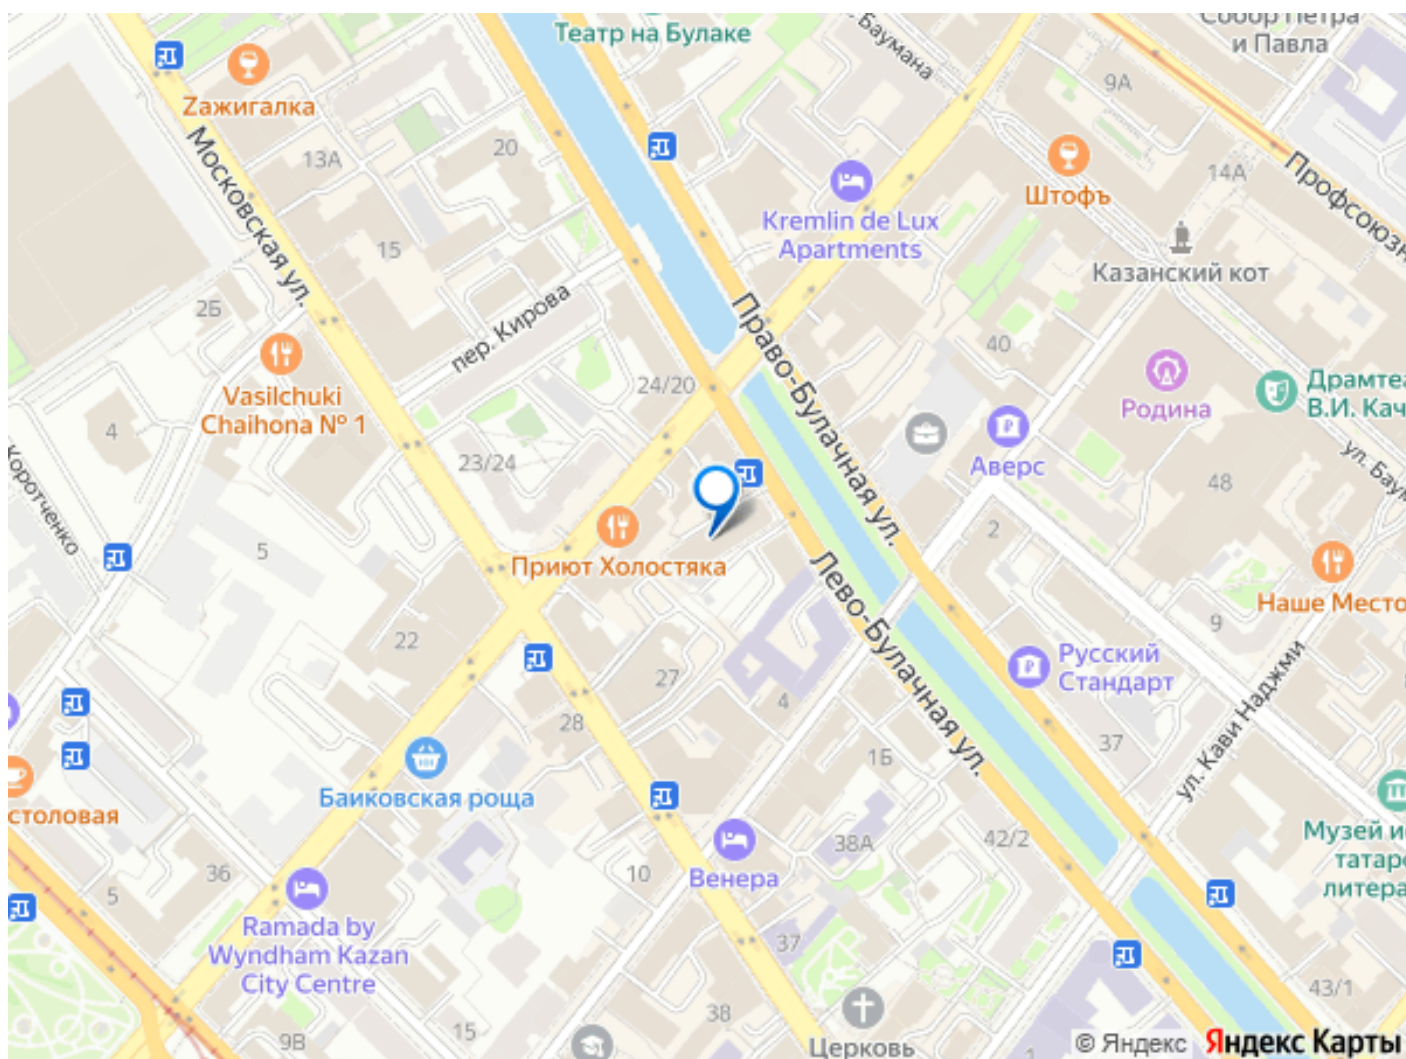 Театр на Булаке
ул. Баумана
Собор Петра
и Павла
9А
Zажигалка
Московская ул.
13А
20
Штофъ
14А
Профсоюзн
Kremlin de Lux
Apartments
15
Казанский кот
2Б
пер. Кирова
Право-Булачная ул.
40
Vasilchuki
Chaihona № 1
24/20
Родина
Драмтеа
В.И. Кач
4
Коротченко
23/24
Аверс
ул. Баум
48
5
2
Приют Холостяка
Лево-Булачная ул.
Наше Место
9
22
27
Русский
Стандарт
4
28
37
ул. Кави Наджми
1Б
Баиковская роща
столовая
42/2
38А
Музей и
татар
литера
36
5
10
Венера
Ramada by
Wyndham Kazan
City Centre
37
43/1
38
15
9В
Церковь
© Яндекс Яндекс Карты